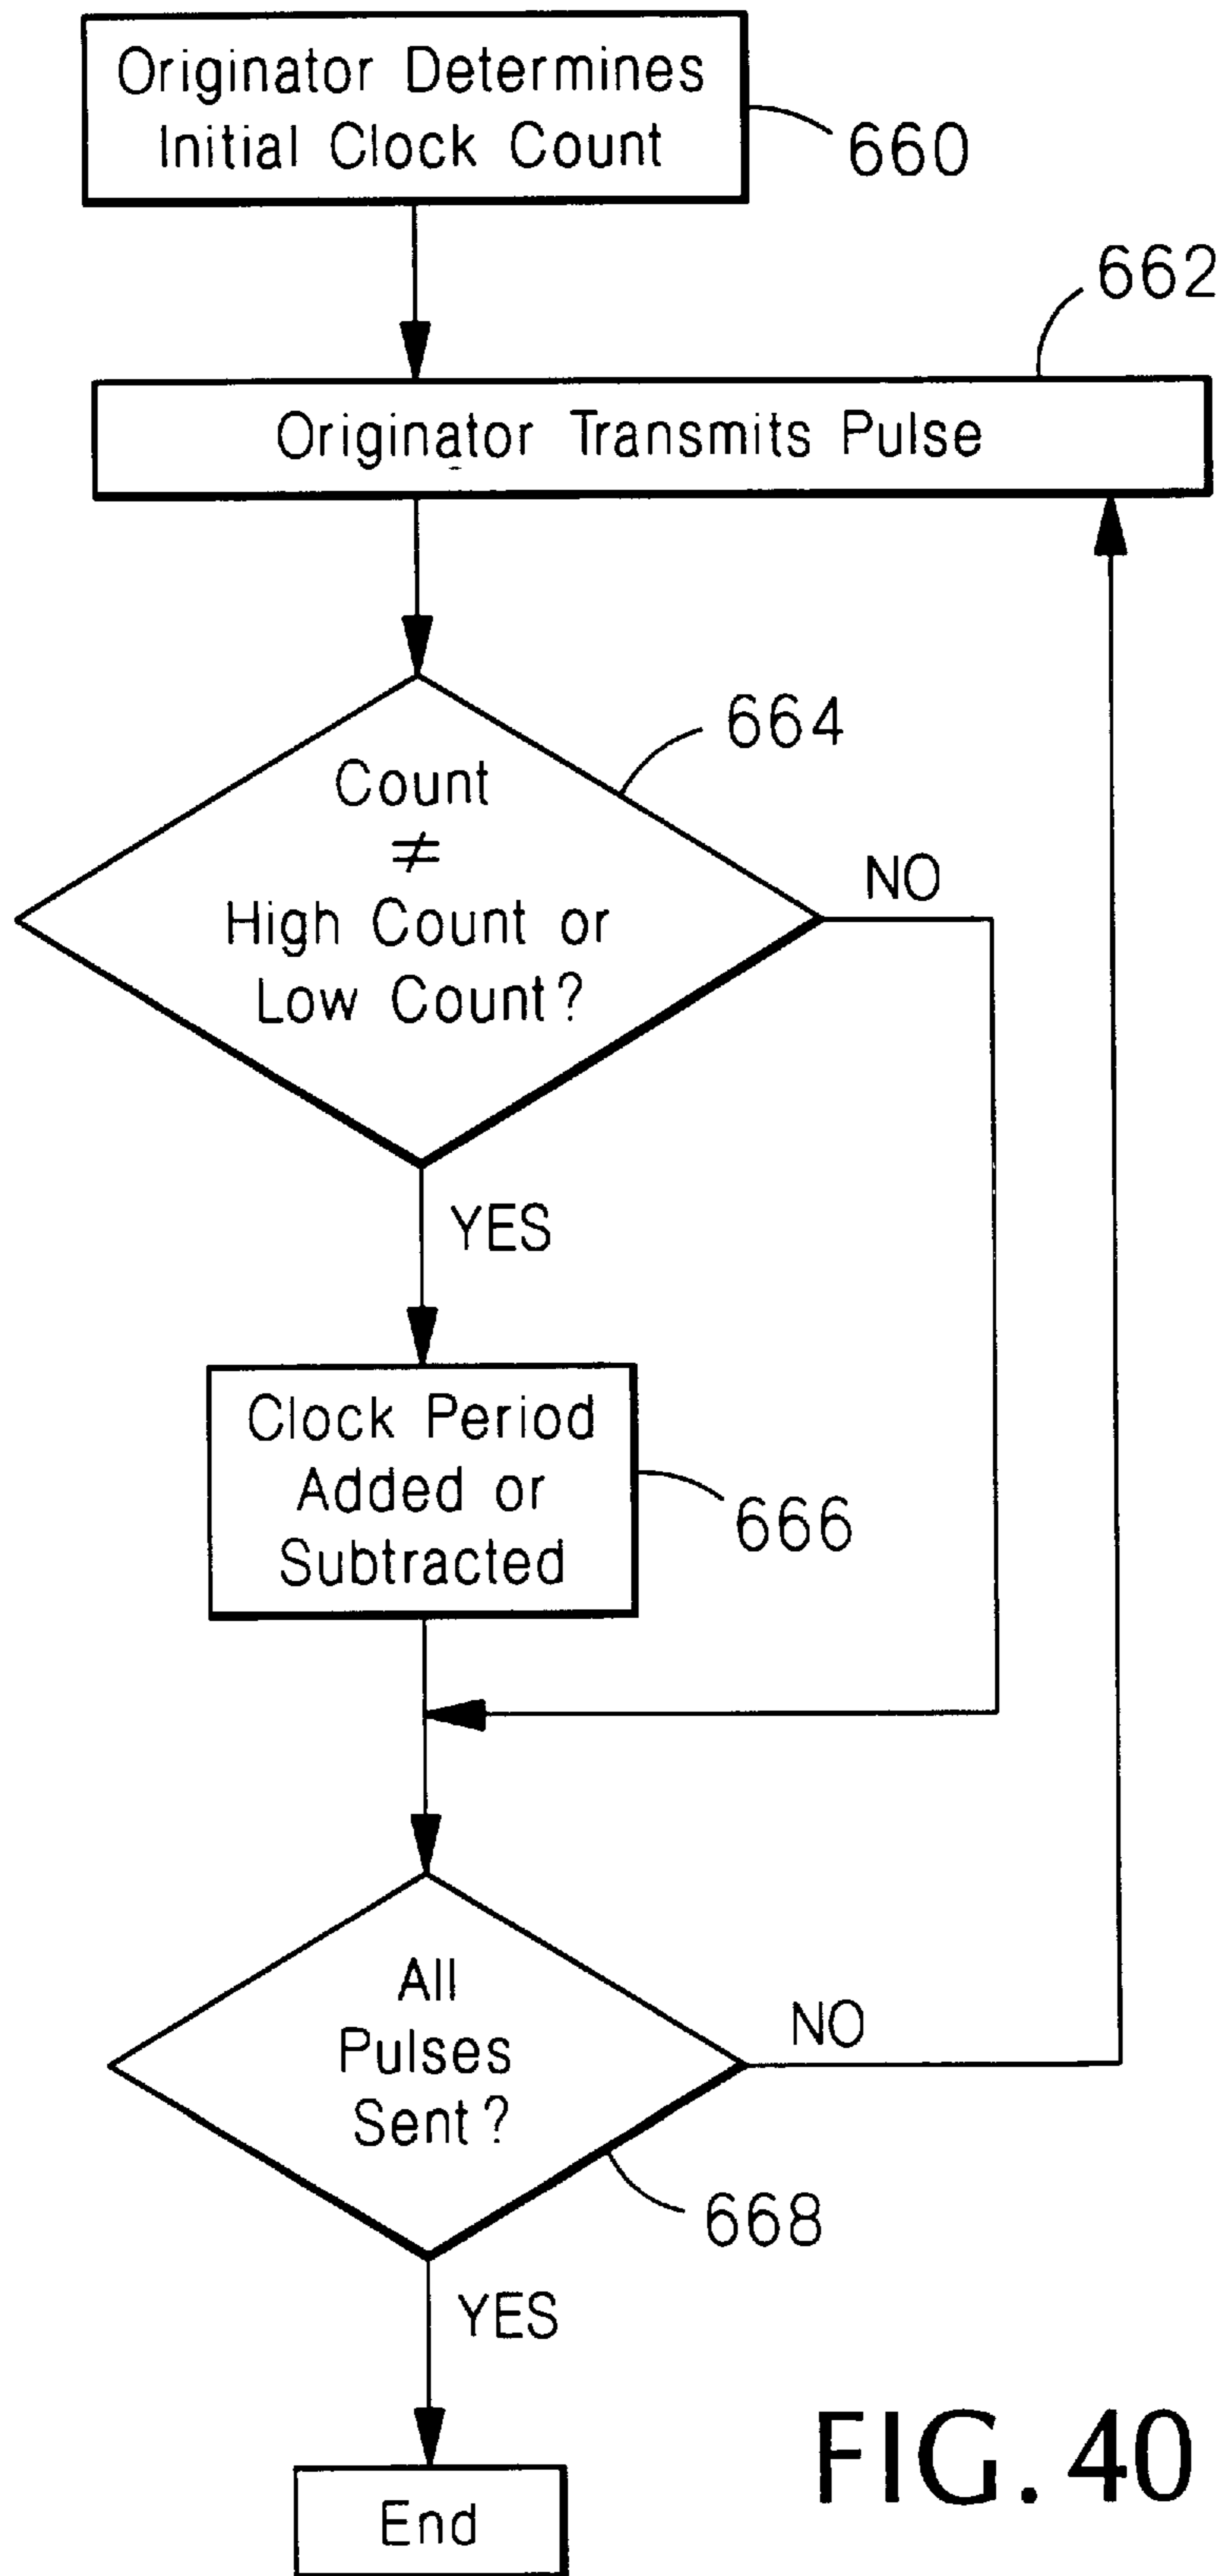 Originator Determines
Initial Clock Count
660
662
Originator Transmits Pulse
664
Count
≠
High Count or
Low Count?
NO
YES
Clock Period
Added or
Subtracted
666
All
Pulses
Sent?
NO
668
YES
End
FIG. 40